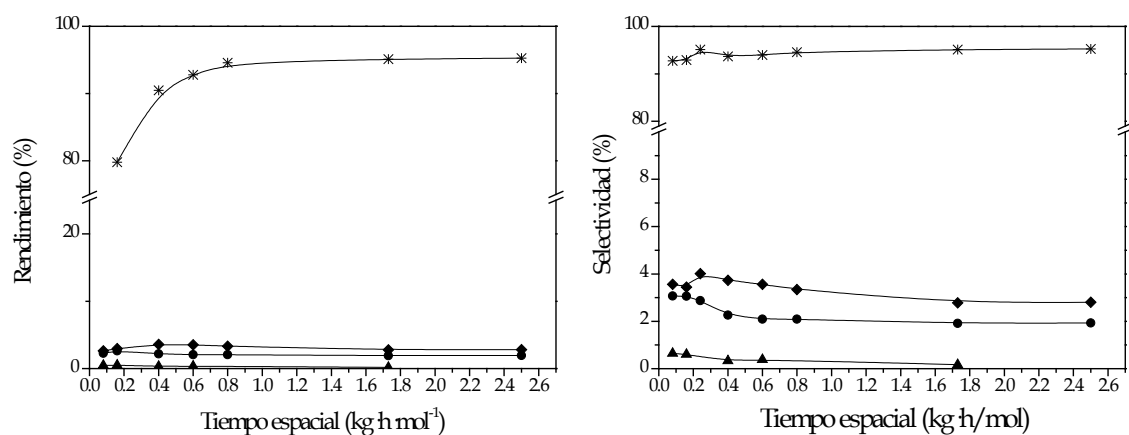 100
80
20
0
Rendimiento (%)
0.0 0.2 0.4 0.6 0.8 1.0 1.2 1.4 1.6 1.8 2.0 2.2 2.4 2.6
Tiempo espacial (kg·h·mol⁻¹)
100
80
8
6
4
2
0
Selectividad (%)
0.0 0.2 0.4 0.6 0.8 1.0 1.2 1.4 1.6 1.8 2.0 2.2 2.4 2.6
Tiempo espacial (kg·h/mol)